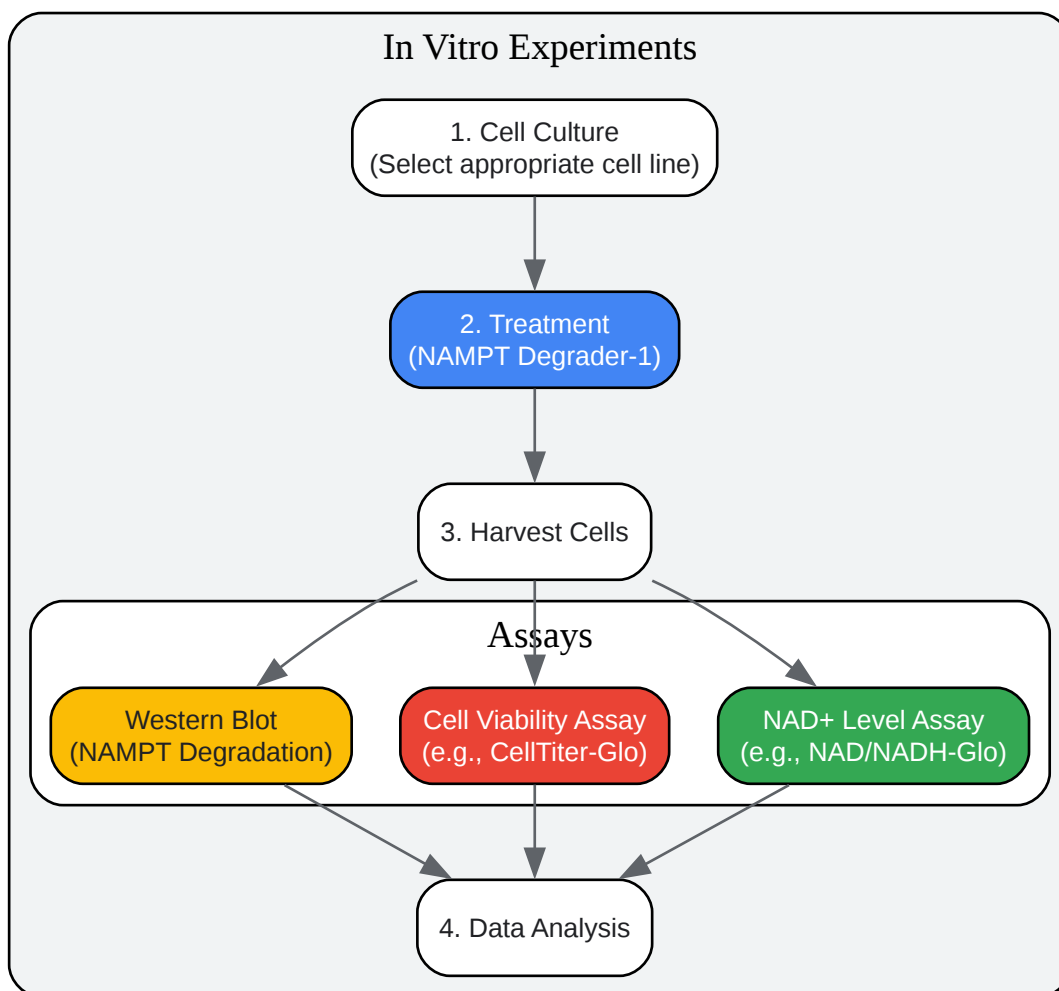 In Vitro Experiments
1. Cell Culture
(Select appropriate cell line)
2. Treatment
(NAMPT Degrader-1)
3. Harvest Cells
Assays
Western Blot
(NAMPT Degradation)
Cell Viability Assay
(e.g., CellTiter-Glo)
NAD+ Level Assay
(e.g., NAD/NADH-Glo)
4. Data Analysis